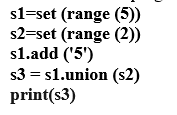 s1=set (range (5))
s2=set (range (2))
s1.add ('5')
s3 = s1.union (s2)
print(s3)